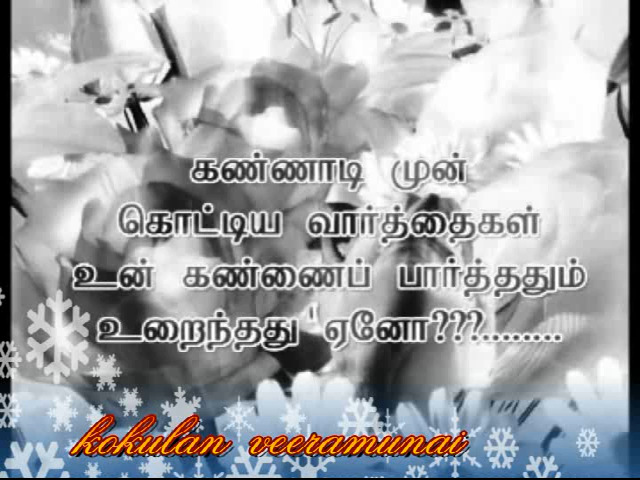 கண்ணாடி முன்
கொட்டிய வார்த்தைகள்
உன் கண்ணைப் பார்த்ததும்
உறைந்தது ஏனோ???........
kokulan veeramunai